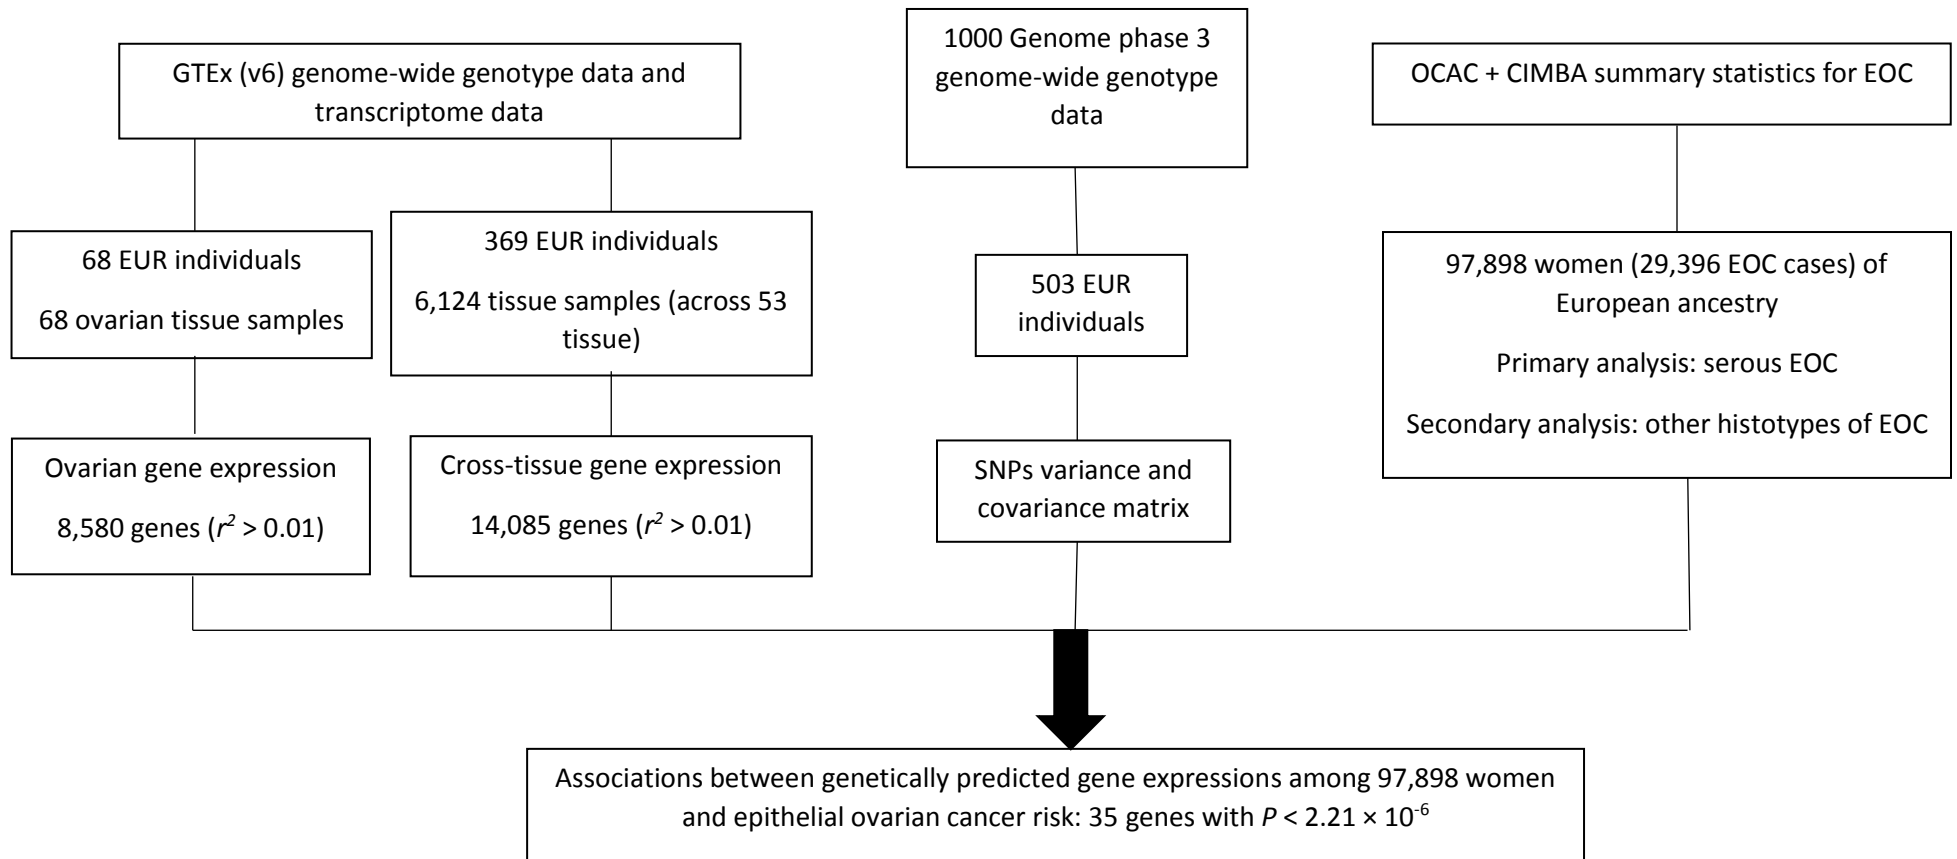 GTEx (v6) genome-wide genotype data and
transcriptome data
1000 Genome phase 3
genome-wide genotype
data
OCAC + CIMBA summary statistics for EOC
68 EUR individuals
68 ovarian tissue samples
369 EUR individuals
6,124 tissue samples (across 53
tissue)
503 EUR
individuals
97,898 women (29,396 EOC cases) of
European ancestry
Primary analysis: serous EOC
Secondary analysis: other histotypes of EOC
Ovarian gene expression
8,580 genes (r² > 0.01)
Cross-tissue gene expression
14,085 genes (r² > 0.01)
SNPs variance and
covariance matrix
Associations between genetically predicted gene expressions among 97,898 women
and epithelial ovarian cancer risk: 35 genes with P < 2.21 × 10⁻⁶